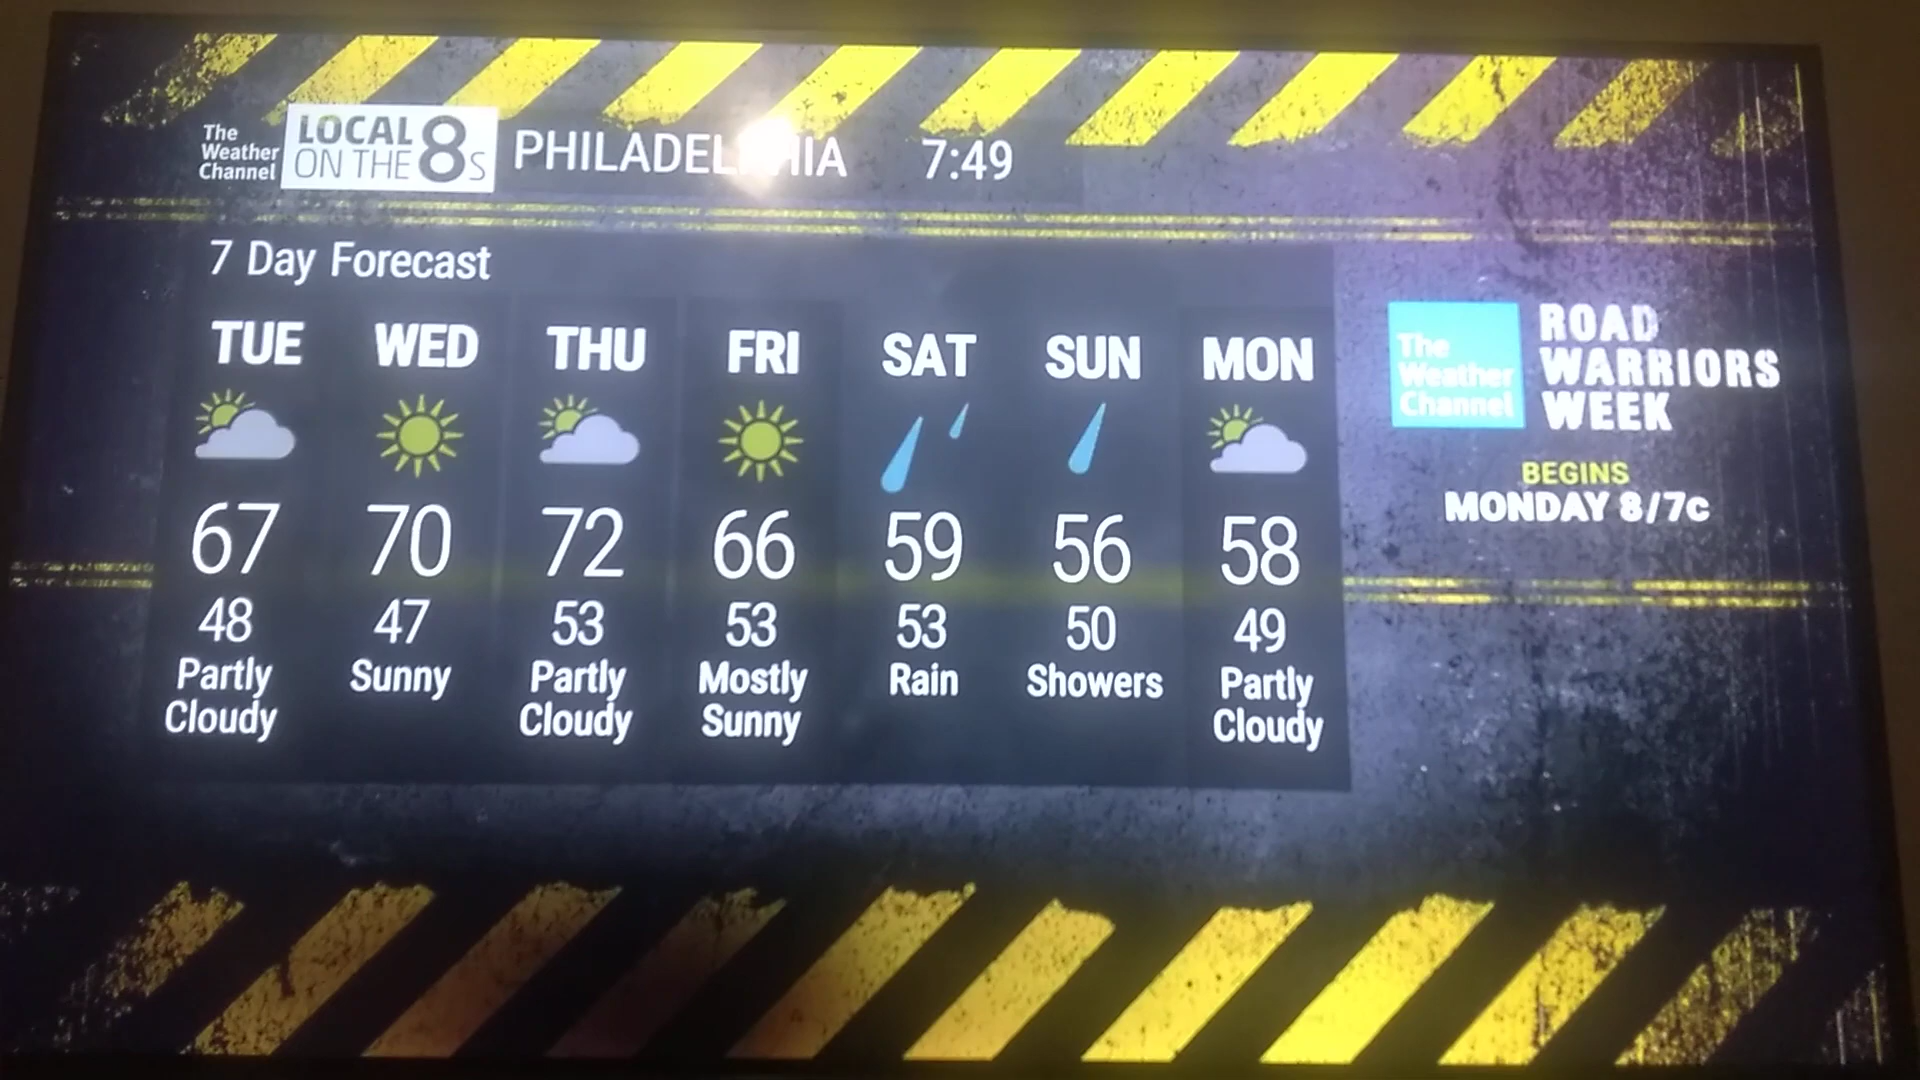 The
Weather
Channel
LOCAL
ON THE 8s
PHILADELPHIA 7:49
7 Day Forecast
TUE WED THU FRI SAT SUN MON
67 70 72 66 59 56 58
48 47 53 53 53 50 49
Partly Cloudy
Sunny
Partly Cloudy
Mostly Sunny
Rain
Showers
Partly Cloudy
The
Weather
Channel
ROAD
WARRIORS
WEEK
BEGINS
MONDAY 8/7c